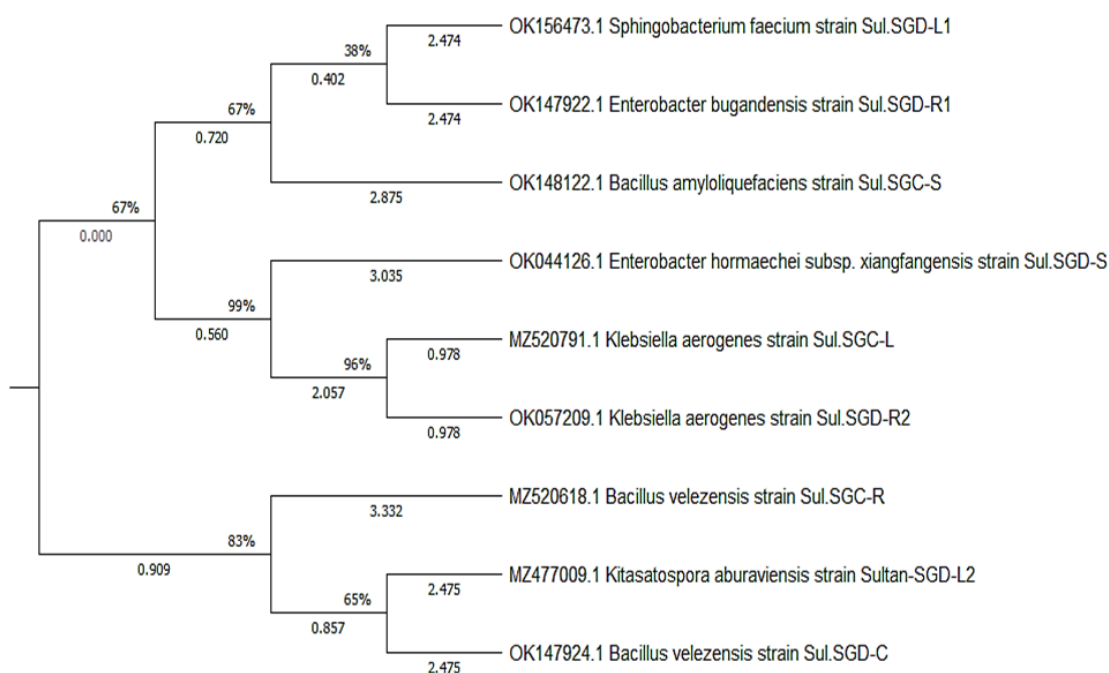 OK156473.1 Sphingobacterium faecium strain Sul.SGD-L1
2.474
38%
0.402
OK147922.1 Enterobacter bugandensis strain Sul.SGD-R1
2.474
67%
0.720
OK148122.1 Bacillus amyloliquefaciens strain Sul.SGC-S
2.875
67%
0.000
OK044126.1 Enterobacter hormaechei subsp. xiangfangensis strain Sul.SGD-S
3.035
99%
0.560
MZ520791.1 Klebsiella aerogenes strain Sul.SGC-L
0.978
96%
2.057
OK057209.1 Klebsiella aerogenes strain Sul.SGD-R2
0.978
MZ520618.1 Bacillus velezensis strain Sul.SGC-R
3.332
83%
0.909
MZ477009.1 Kitasatospora aburaviensis strain Sultan-SGD-L2
2.475
65%
0.857
OK147924.1 Bacillus velezensis strain Sul.SGD-C
2.475